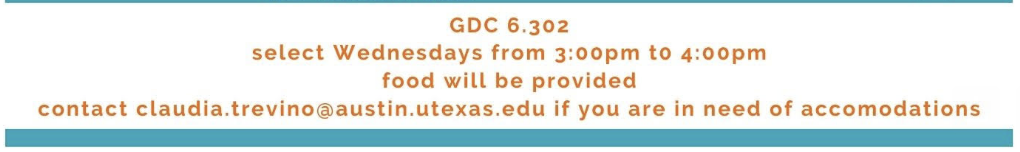 GDC 6.302
select Wednesdays from 3:00pm to 4:00pm
food will be provided
contact claudia.trevino@austin.utexas.edu if you are in need of accomodations